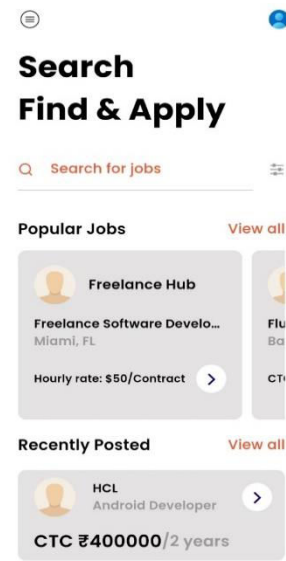 Search
Find & Apply
Search for jobs
Popular Jobs View all
Freelance Hub
Freelance Software Develo...
Miami, FL
Hourly rate: $50/Contract
Flu
Ba
CT
Recently Posted View all
HCL
Android Developer
CTC ₹400000/2 years